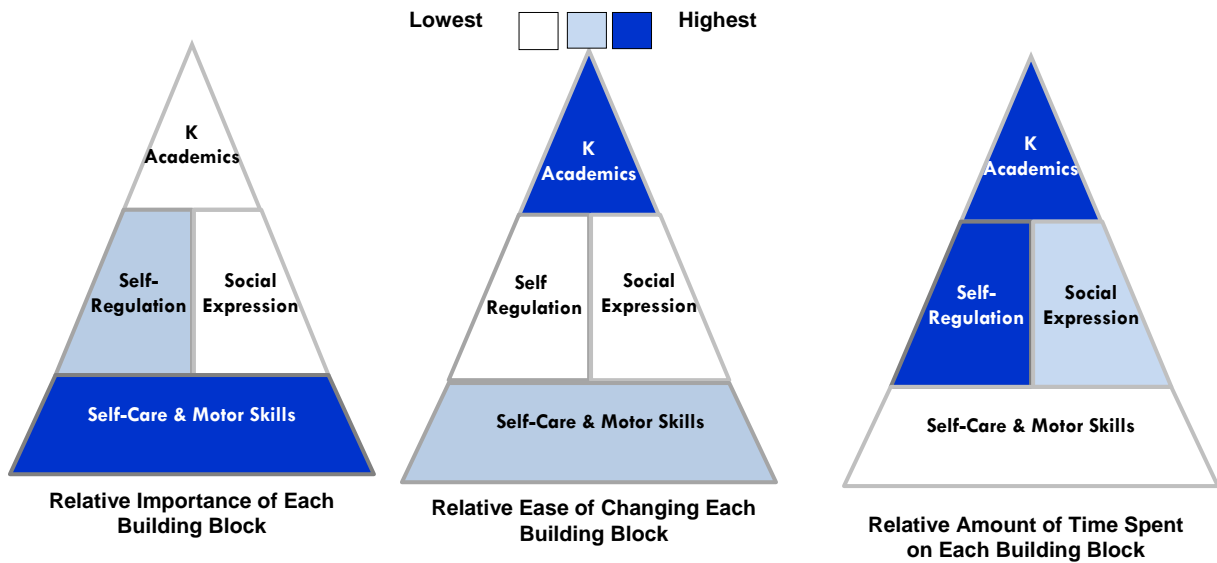 Lowest Highest
K
Academics
Self-
Regulation
Social
Expression
Self-Care & Motor Skills
Relative Importance of Each
Building Block
K
Academics
Self
Regulation
Social
Expression
Self-Care & Motor Skills
Relative Ease of Changing Each
Building Block
K
Academics
Self-
Regulation
Social
Expression
Self-Care & Motor Skills
Relative Amount of Time Spent
on Each Building Block